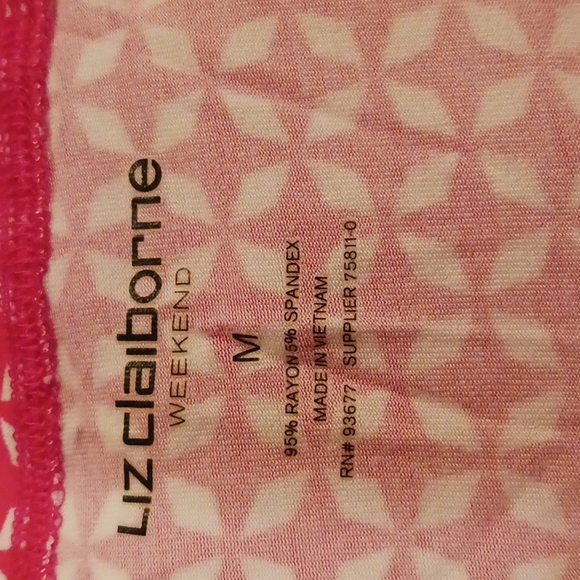 LIZ claiborne
WEEKEND
M
95% RAYON 5% SPANDEX
MADE IN VIETNAM
RN# 93677 SUPPLIER 75811-0